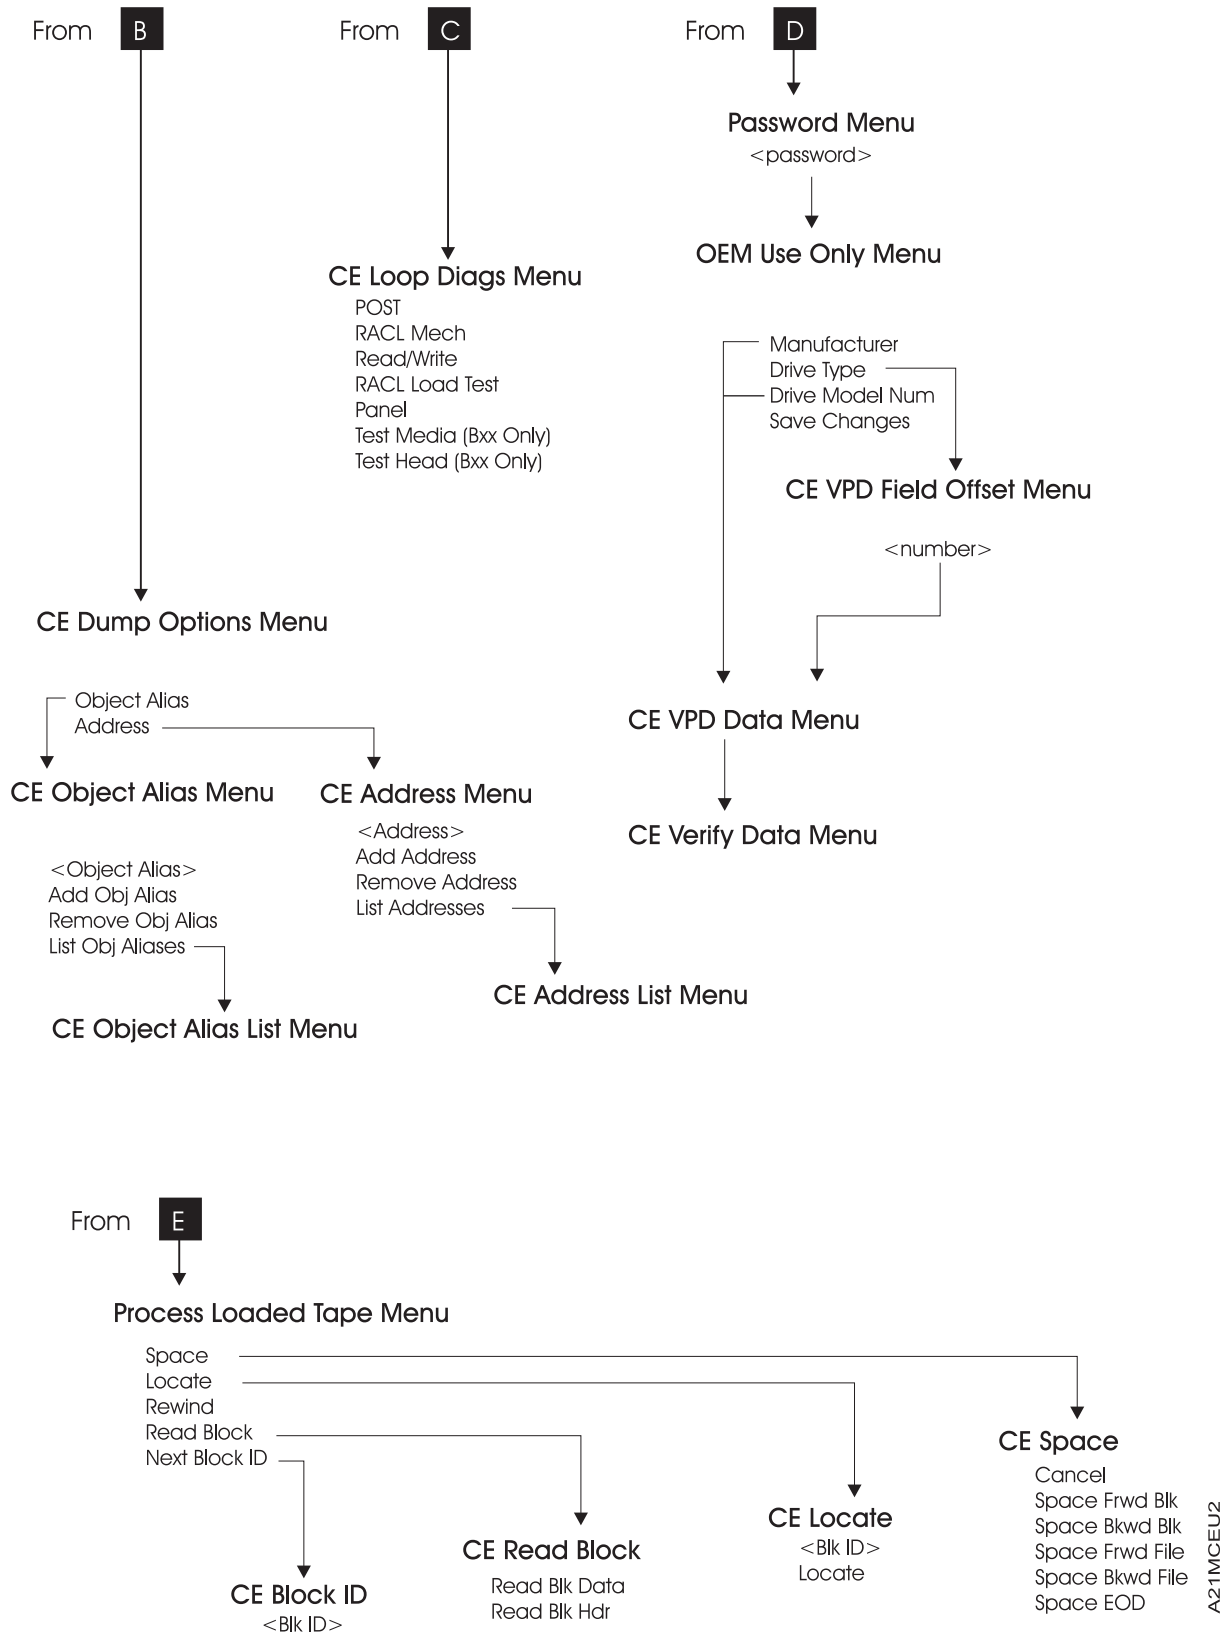 From B
From C
From D
Password Menu
<password>
OEM Use Only Menu
CE Loop Diags Menu
POST
RACL Mech
Read/Write
RACL Load Test
Panel
Test Media (Bxx Only)
Test Head (Bxx Only)
Manufacturer
Drive Type
Drive Model Num
Save Changes
CE VPD Field Offset Menu
<number>
CE Dump Options Menu
Object Alias
Address
CE VPD Data Menu
CE Object Alias Menu
CE Address Menu
<Address>
Add Address
Remove Address
List Addresses
CE Verify Data Menu
<Object Alias>
Add Obj Alias
Remove Obj Alias
List Obj Aliases
CE Address List Menu
CE Object Alias List Menu
From E
Process Loaded Tape Menu
Space
Locate
Rewind
Read Block
Next Block ID
CE Space
Cancel
Space Frwd Blk
Space Bkwd Blk
Space Frwd File
Space Bkwd File
Space EOD
CE Locate
<Blk ID>
Locate
CE Read Block
Read Blk Data
Read Blk Hdr
CE Block ID
<Blk ID>
A21MCEU2